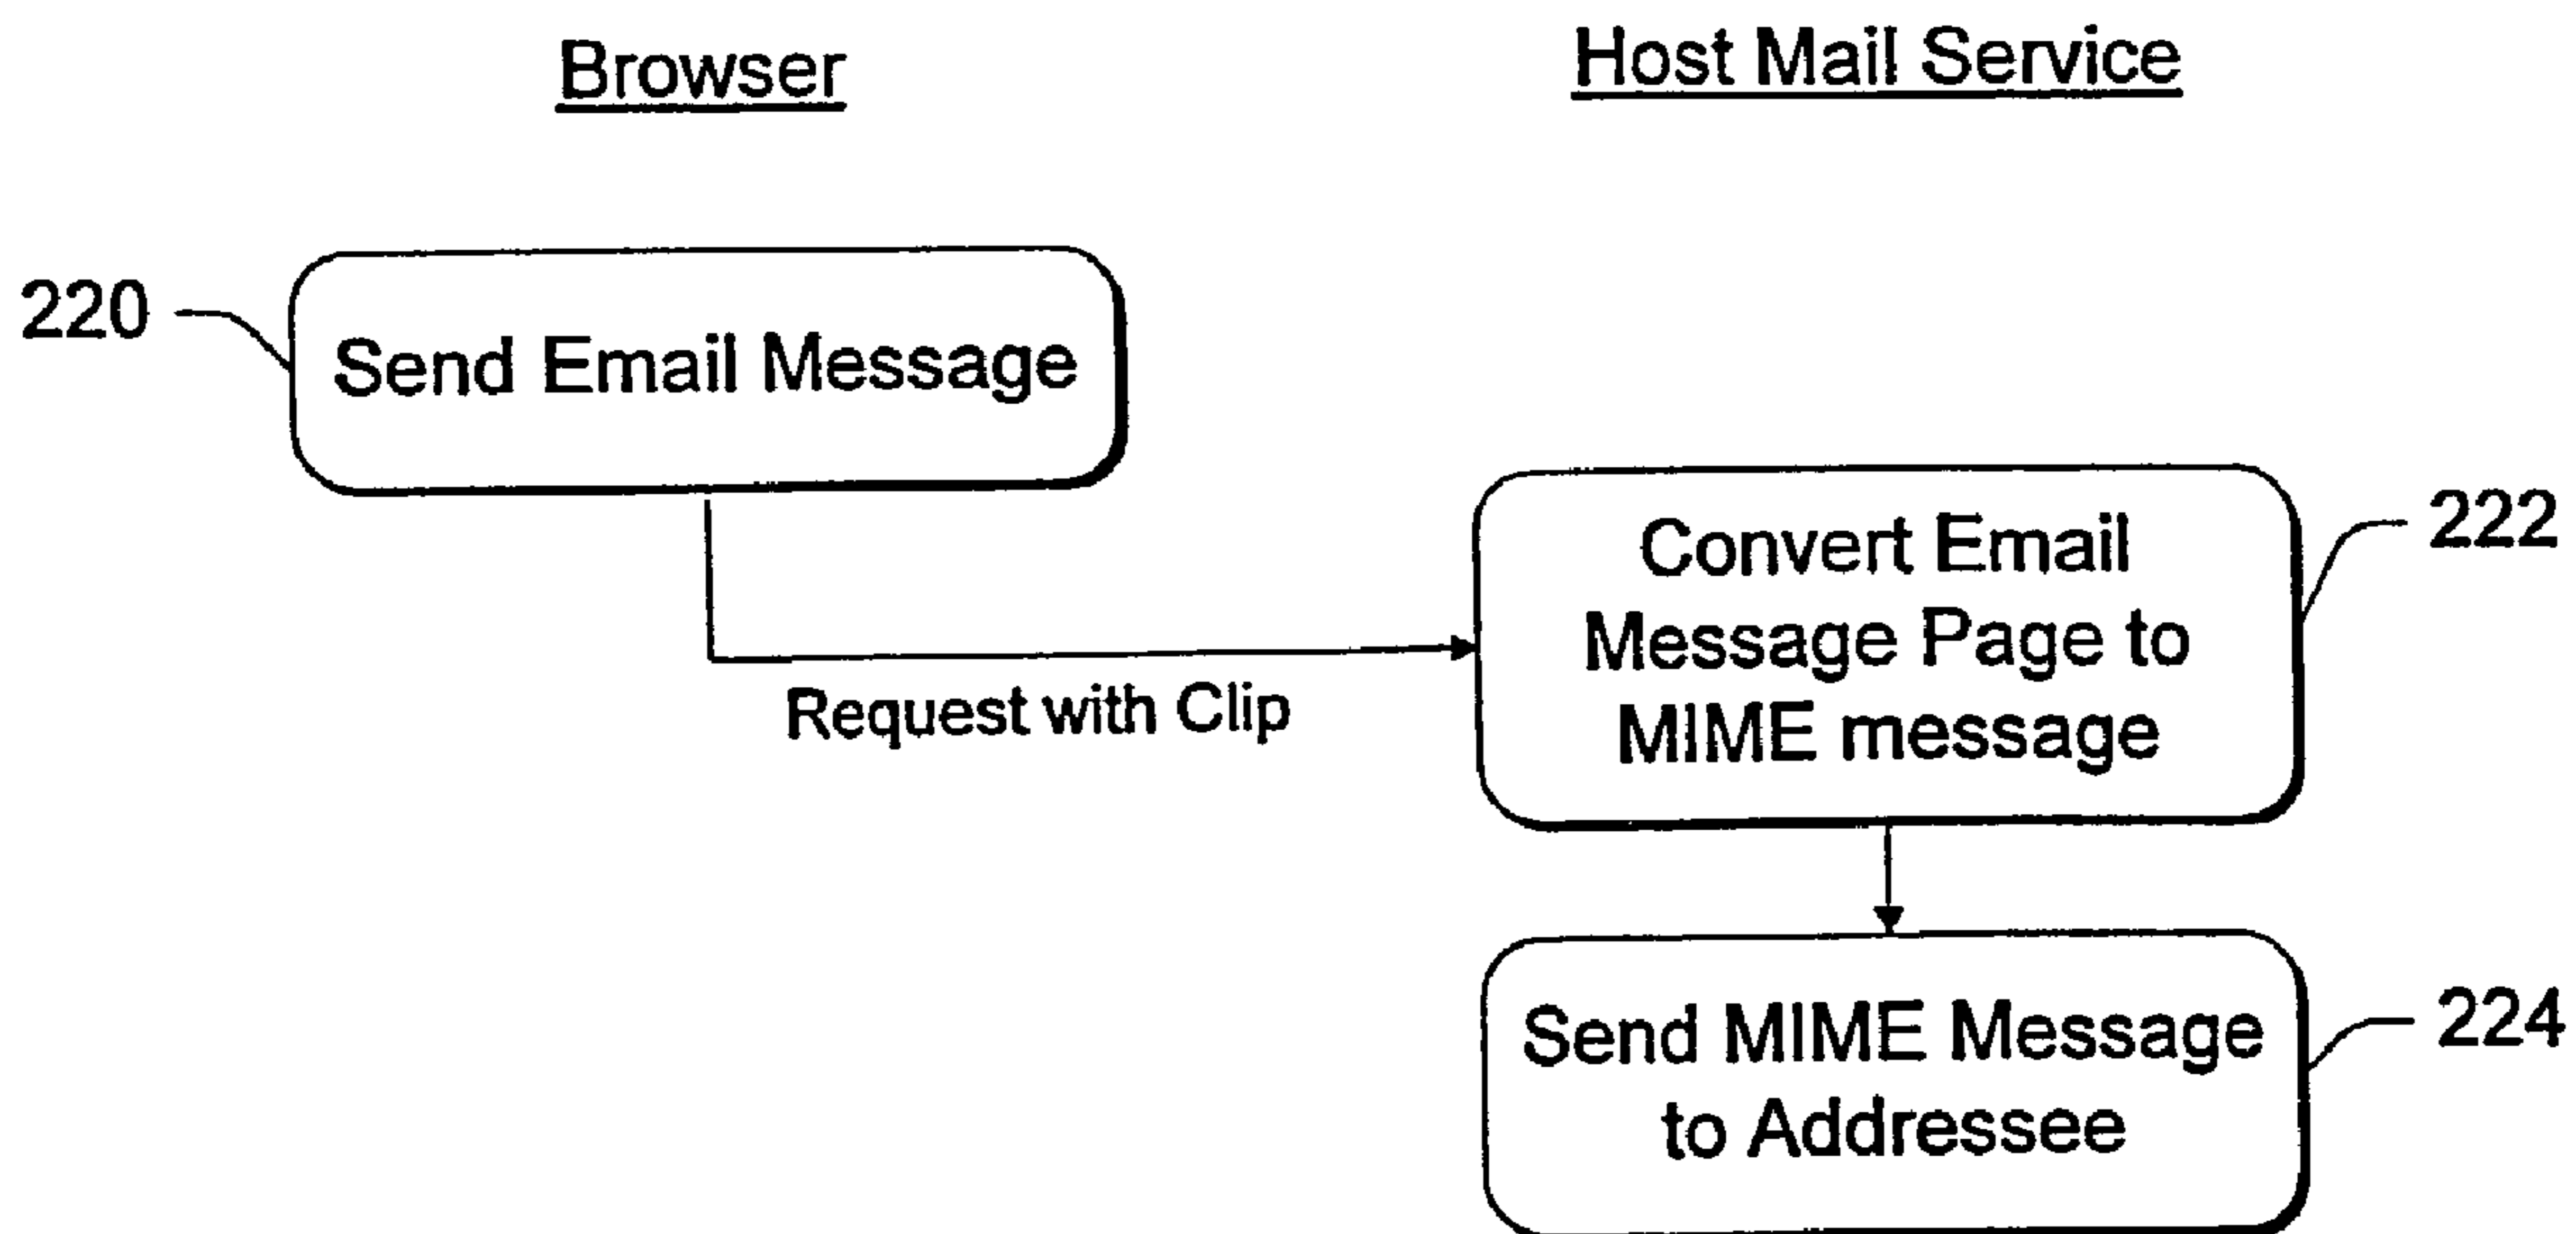 Browser
Host Mail Service
220
Send Email Message
222
Convert Email
Message Page to
MIME message
Request with Clip
224
Send MIME Message
to Addressee